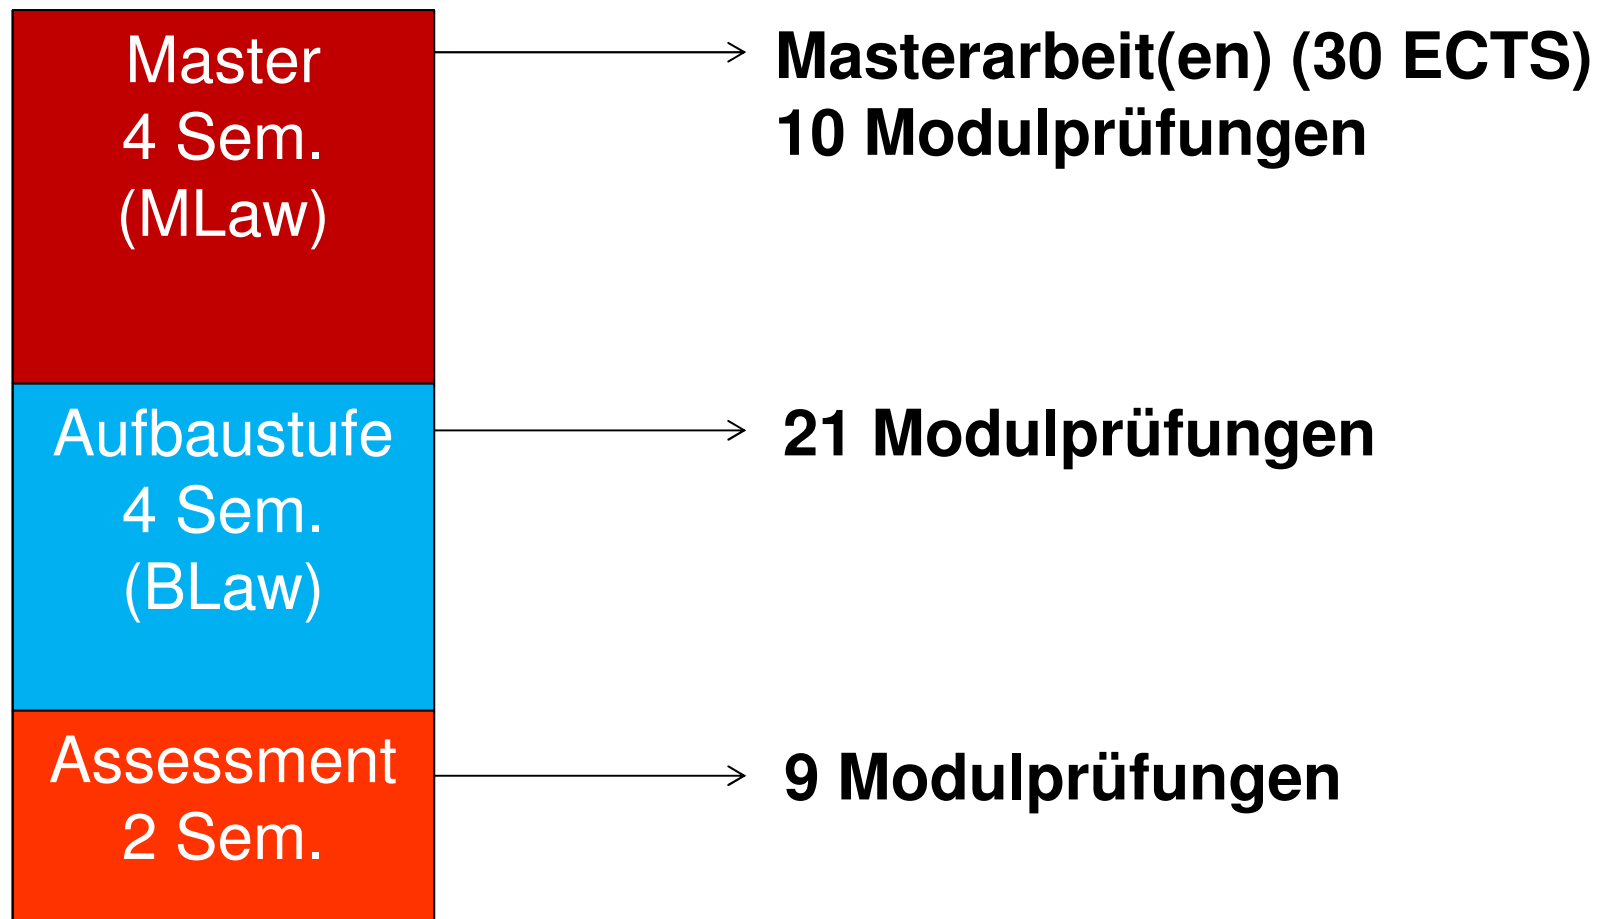 Master
4 Sem.
(MLaw)
Masterarbeit(en) (30 ECTS)
10 Modulprüfungen
Aufbaustufe
4 Sem.
(BLaw)
21 Modulprüfungen
Assessment
2 Sem.
9 Modulprüfungen